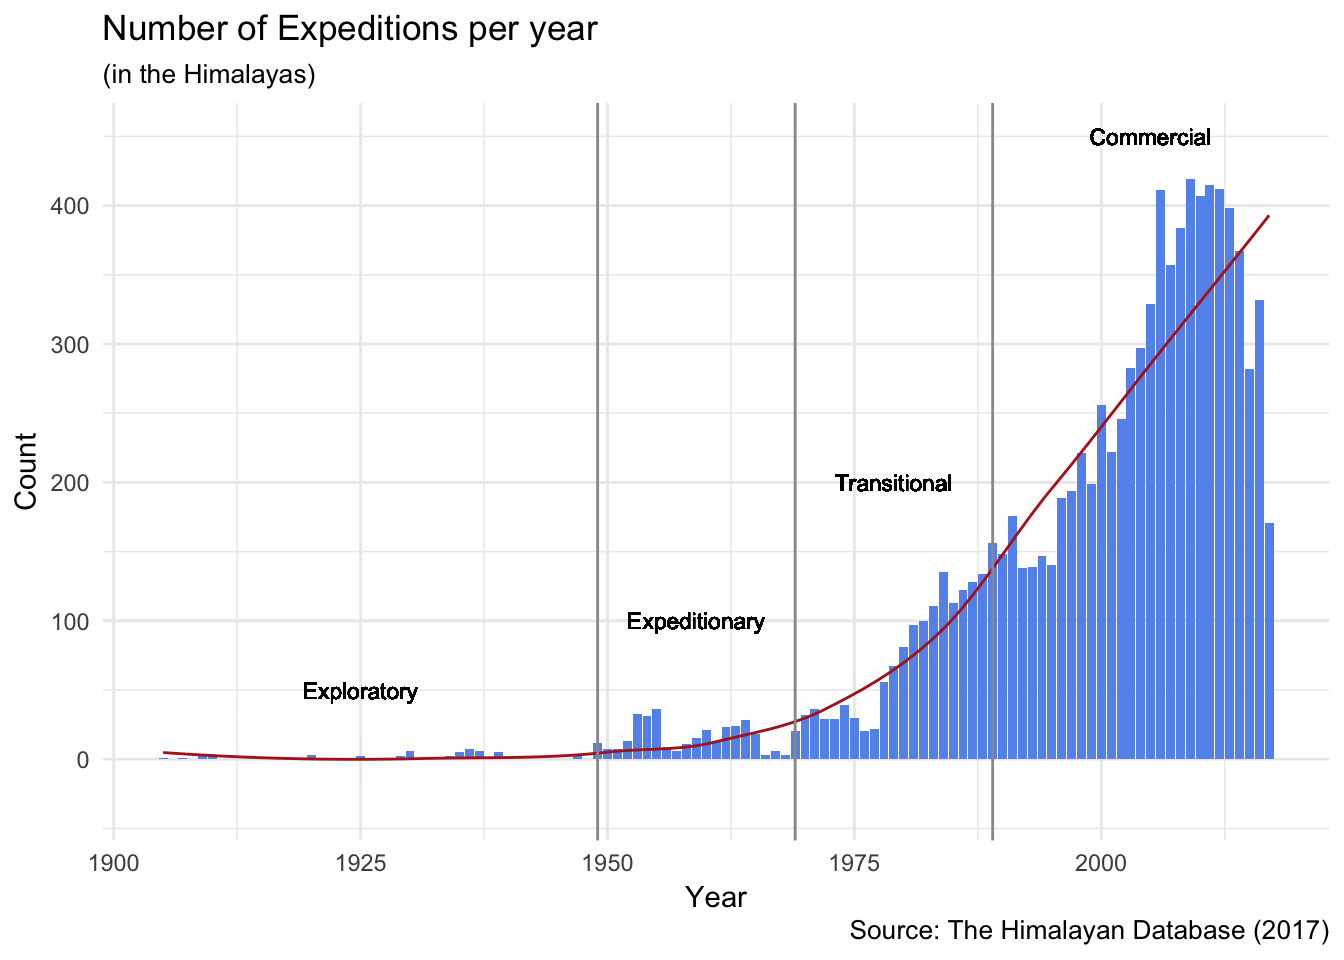 Number of Expeditions per year
(in the Himalayas)
Commercial
400
300
Transitional
200
Expeditionary
100
Exploratory
0
Count
1900 1925 1950 1975 2000
Year
Source: The Himalayan Database (2017)